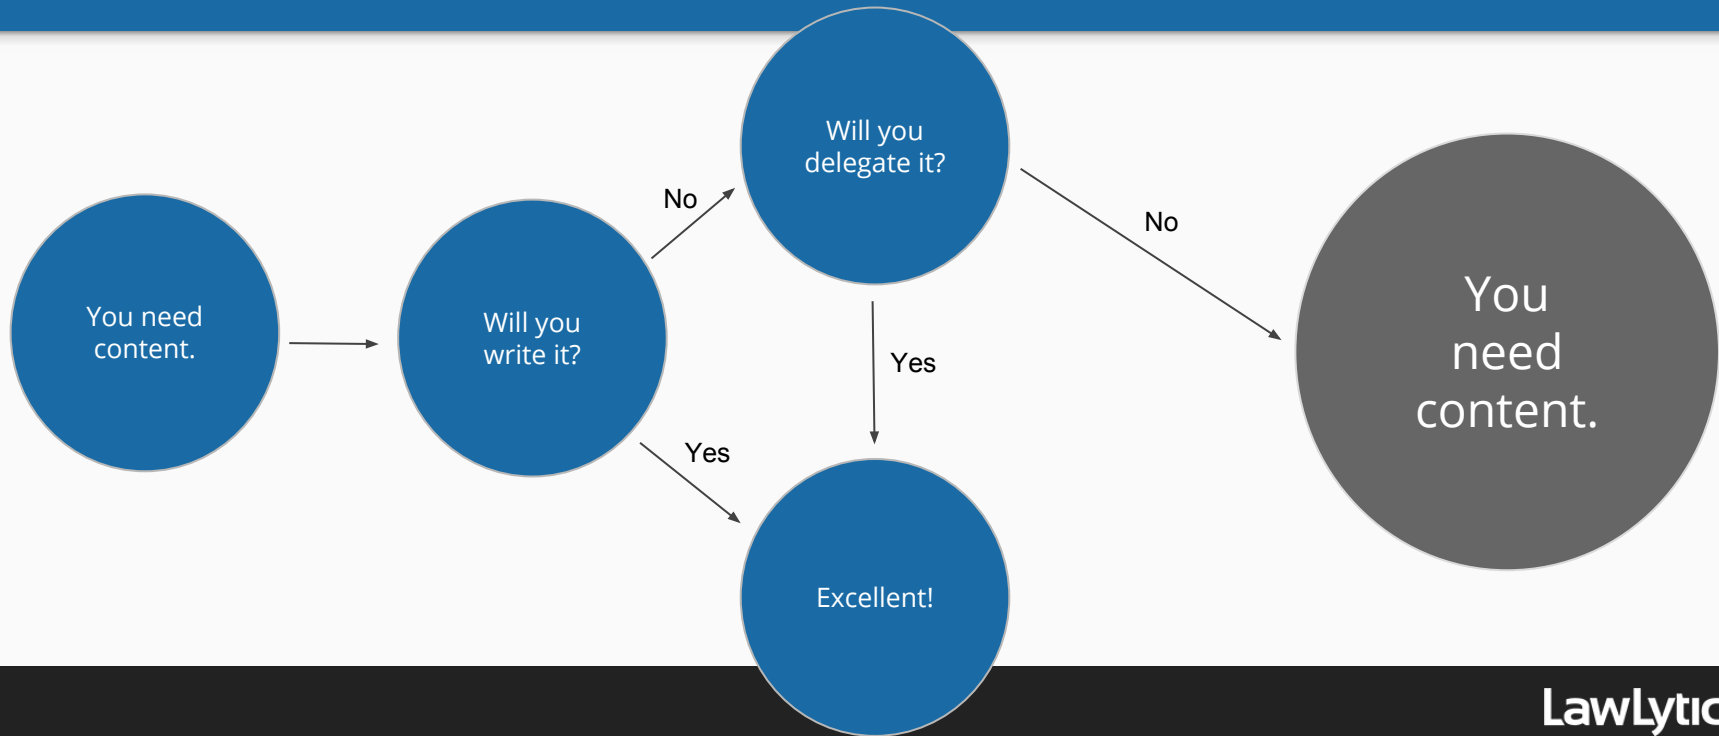 You need
content.
Will you
write it?
No
Yes
Will you
delegate it?
Yes
Excellent!
No
You
need
content.
LawLytic